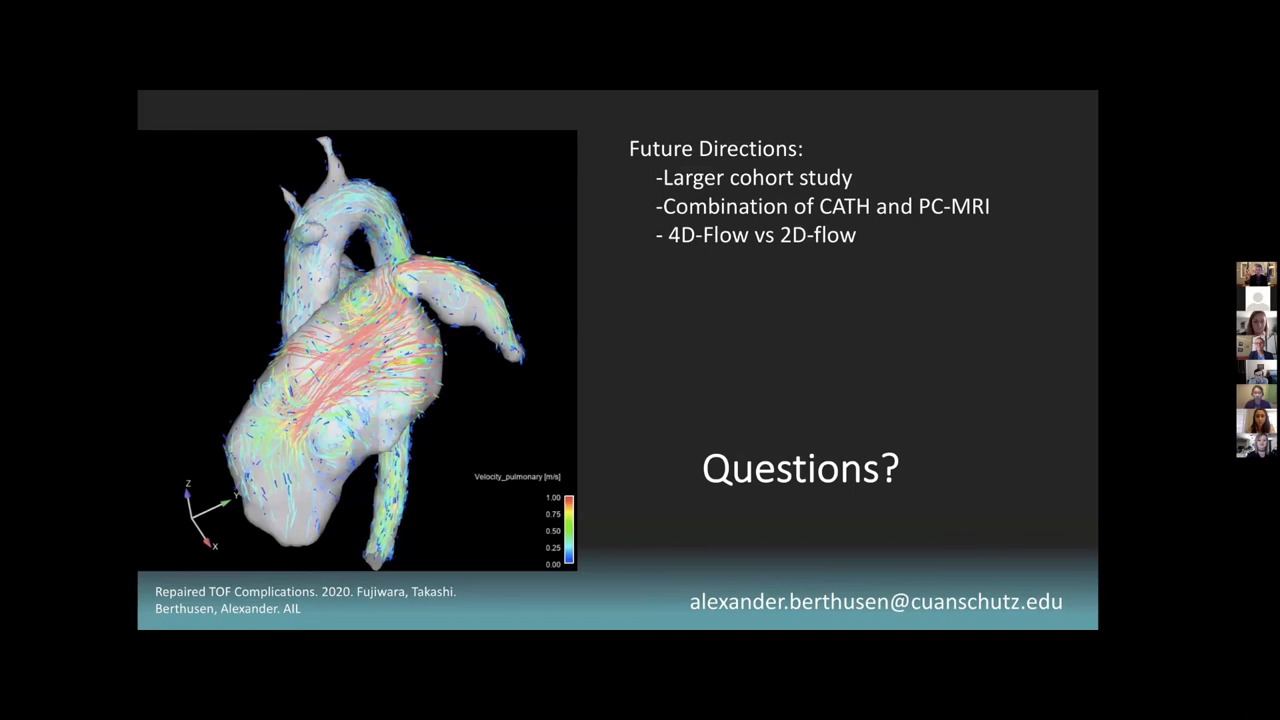 Future Directions:
-Larger cohort study
-Combination of CATH and PC-MRI
- 4D-Flow vs 2D-flow
Velocity_pulmonary [m/s]
1.00
0.75
0.50
0.25
0.00
Z
Y
X
Questions?
Repaired TOF Complications. 2020. Fujiwara, Takashi.
Berthusen, Alexander. AIL
alexander.berthusen@cuanschutz.edu